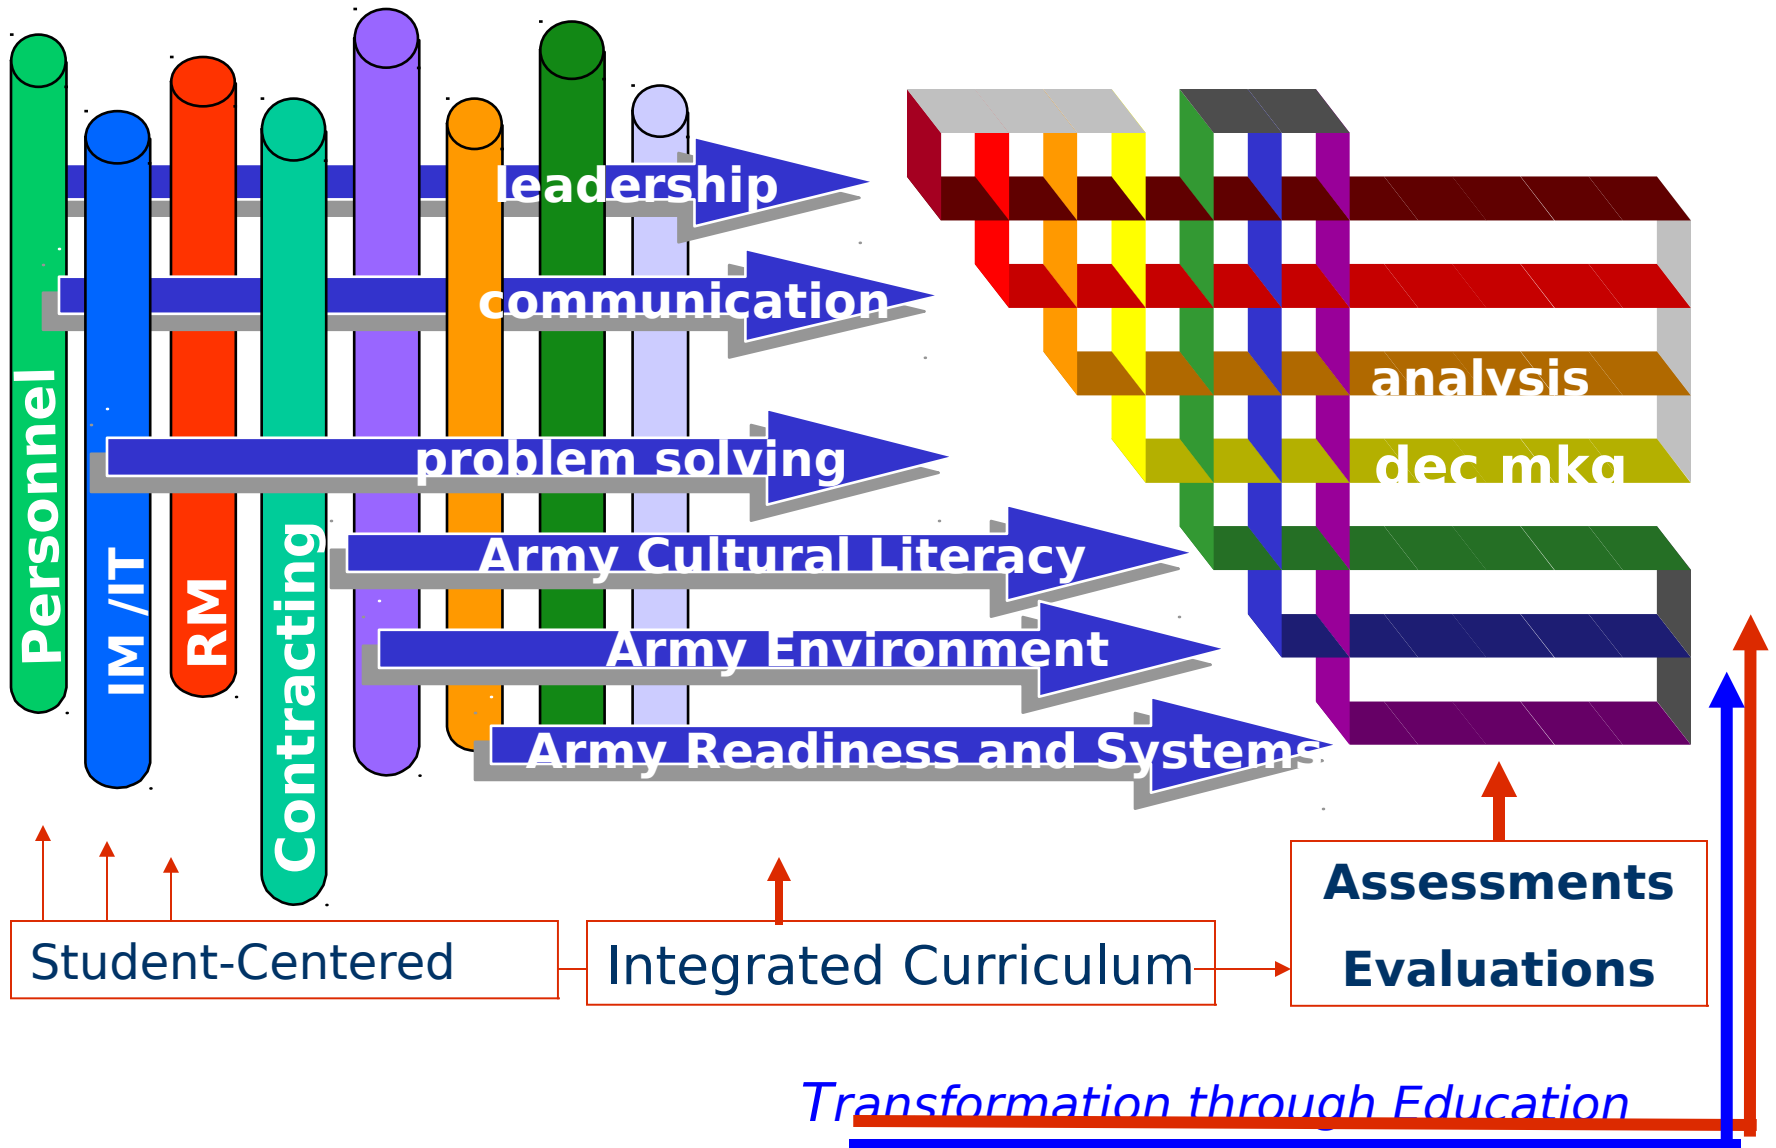 leadership
communication
problem solving
Army Cultural Literacy
Army Environment
Army Readiness and Systems
Personnel
IM /IT
RM
Contracting
analysis
dec mkg
Student-Centered
Integrated Curriculum
Assessments
Evaluations
Transformation through Education